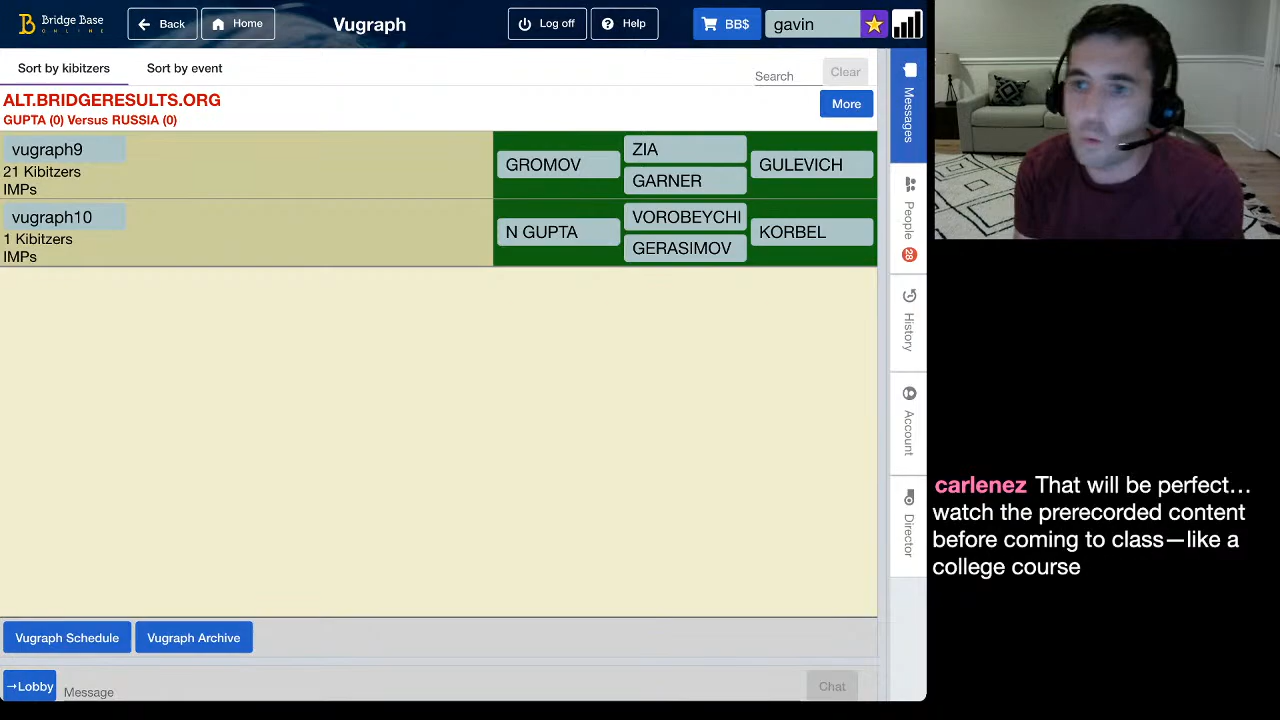 Bridge Base
ONLINE
Back
Home
Vugraph
Log off
Help
BB$
gavin
Sort by kibitzers
Sort by event
Search
Clear
ALT.BRIDGERESULTS.ORG
GUPTA (0) Versus RUSSIA (0)
More
vugraph9
21 Kibitzers
IMPs
GROMOV
ZIA
GARNER
GULEVICH
vugraph10
1 Kibitzers
IMPs
N GUPTA
VOROBEYCHI
GERASIMOV
KORBEL
Messages
People
28
History
Account
Director
carlenez That will be perfect…
watch the prerecorded content
before coming to class—like a
college course
Vugraph Schedule
Vugraph Archive
→Lobby
Message
Chat